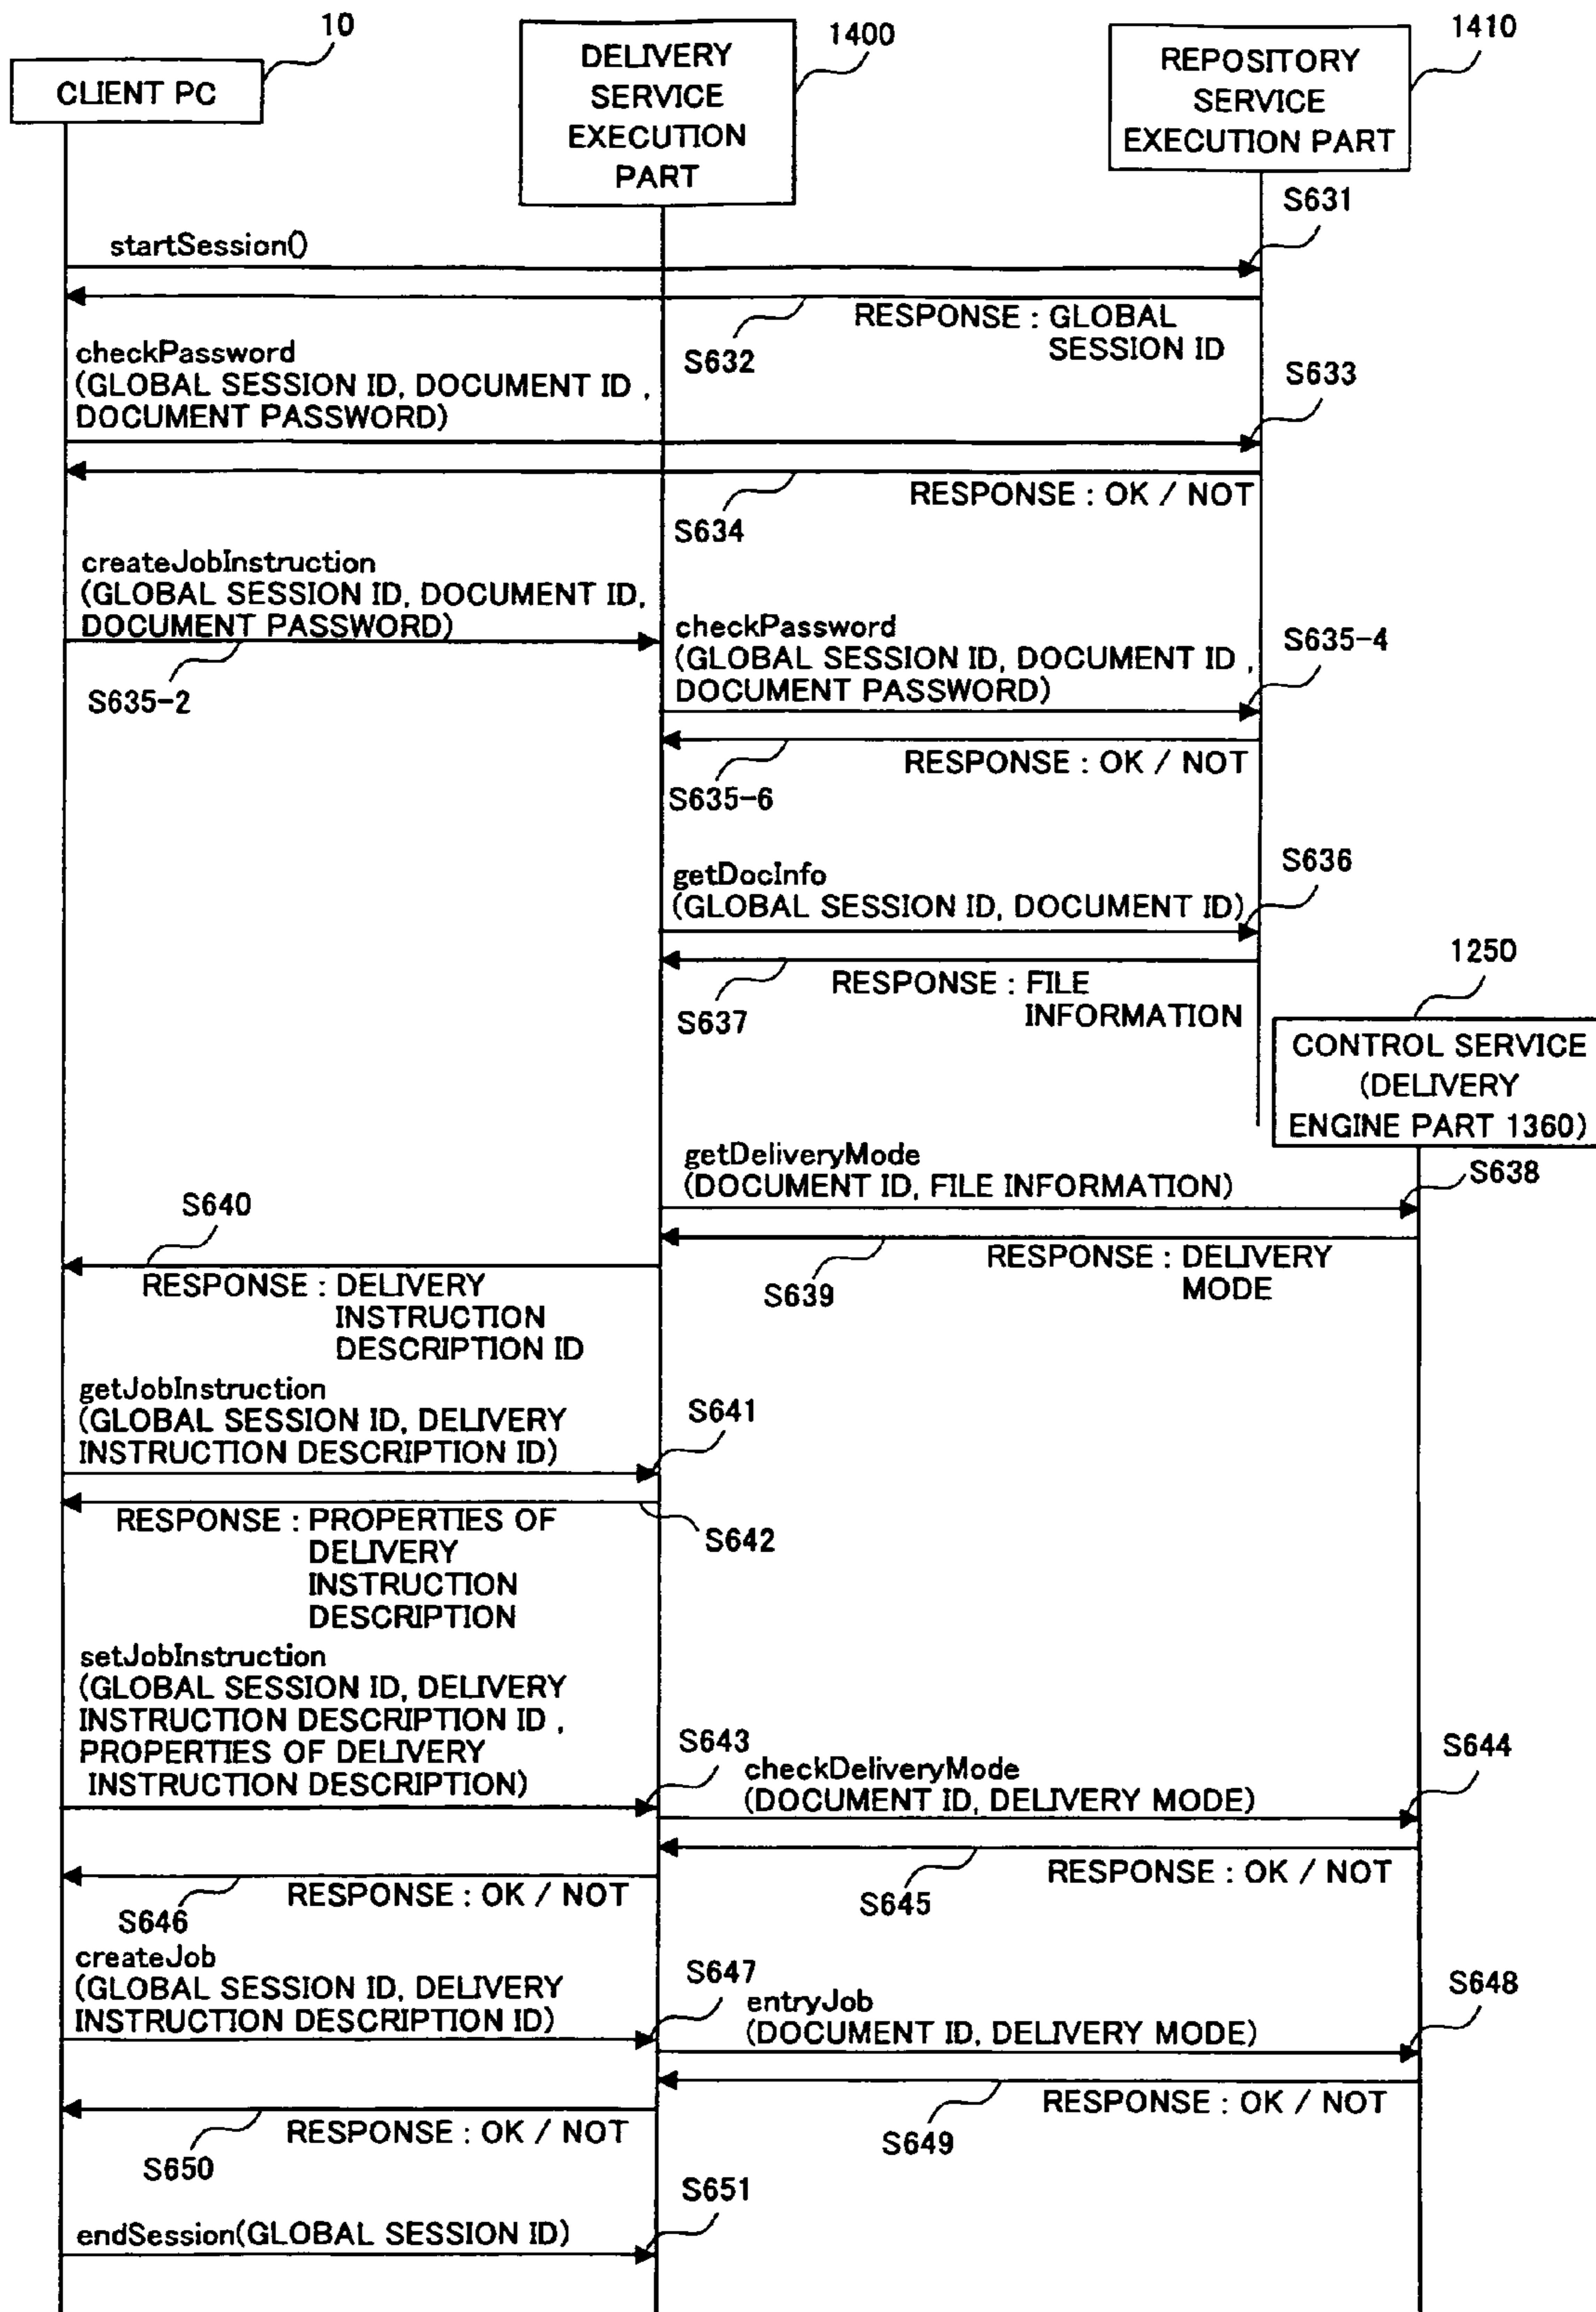 10
CLIENT PC
1400
DELIVERY
SERVICE
EXECUTION
PART
1410
REPOSITORY
SERVICE
EXECUTION PART
S631
startSession()
RESPONSE : GLOBAL
SESSION ID
S632
checkPassword
(GLOBAL SESSION ID, DOCUMENT ID ,
DOCUMENT PASSWORD)
S633
RESPONSE : OK / NOT
S634
createJobInstruction
(GLOBAL SESSION ID, DOCUMENT ID,
DOCUMENT PASSWORD)
S635-2
checkPassword
(GLOBAL SESSION ID, DOCUMENT ID ,
DOCUMENT PASSWORD)
S635-4
RESPONSE : OK / NOT
S635-6
getDocInfo
(GLOBAL SESSION ID, DOCUMENT ID)
S636
RESPONSE : FILE
INFORMATION
S637
1250
CONTROL SERVICE
(DELIVERY
ENGINE PART 1360)
getDeliveryMode
(DOCUMENT ID, FILE INFORMATION)
S638
RESPONSE : DELIVERY
MODE
S639
S640
RESPONSE : DELIVERY
INSTRUCTION
DESCRIPTION ID
getJobInstruction
(GLOBAL SESSION ID, DELIVERY
INSTRUCTION DESCRIPTION ID)
S641
RESPONSE : PROPERTIES OF
DELIVERY
INSTRUCTION
DESCRIPTION
S642
setJobInstruction
(GLOBAL SESSION ID, DELIVERY
INSTRUCTION DESCRIPTION ID ,
PROPERTIES OF DELIVERY
INSTRUCTION DESCRIPTION)
S643
checkDeliveryMode
(DOCUMENT ID, DELIVERY MODE)
S644
RESPONSE : OK / NOT
S645
RESPONSE : OK / NOT
S646
createJob
(GLOBAL SESSION ID, DELIVERY
INSTRUCTION DESCRIPTION ID)
S647
entryJob
(DOCUMENT ID, DELIVERY MODE)
S648
RESPONSE : OK / NOT
S649
RESPONSE : OK / NOT
S650
S651
endSession(GLOBAL SESSION ID)